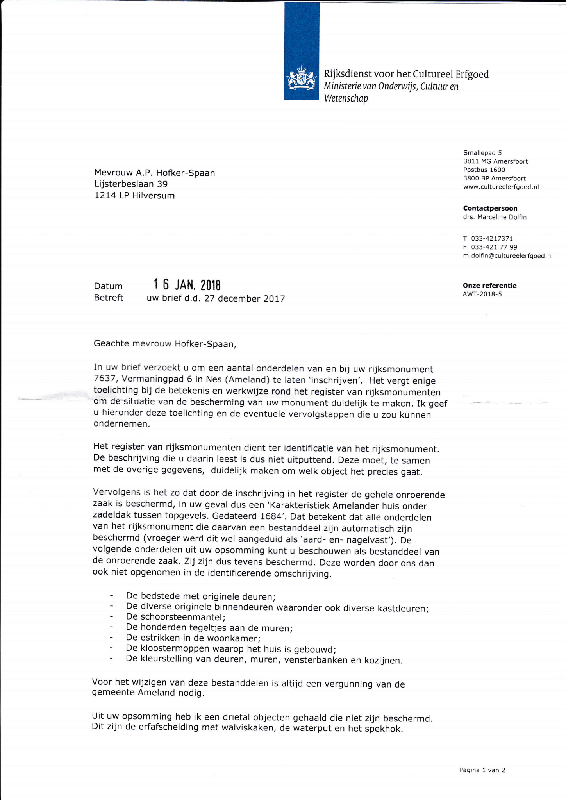 Rijksdienst voor het Cultureel Erfgoed
Ministerie van Onderwijs, Cultuur en
Wetenschap
Smallepad 5
3811 MG Amersfoort
Postbus 1600
3800 BP Amersfoort
www.cultureelerfgoed.nl
Contactpersoon
drs. Marceline Dolfin
T 033-4217371
F 033-421 77 99
m.dolfin@cultureelerfgoed.n
Onze referentie
AWT-2018-5
Mevrouw A.P. Hofker-Spaan
Lijsterbeslaan 39
1214 LP Hilversum
Datum 16 JAN. 2018
Betreft uw brief d.d. 27 december 2017
Geachte mevrouw Hofker-Spaan,
In uw brief verzoekt u om een aantal onderdelen van en bij uw rijksmonument
7637, Vermaningpad 6 in Nes (Ameland) te laten 'inschrijven'. Het vergt enige
toelichting bij de betekenis en werkwijze rond het register van rijksmonumenten
om de situatie van de bescherming van uw monument duidelijk te maken. Ik geef
u hieronder deze toelichting en de eventuele vervolgstappen die u zou kunnen
ondernemen.
Het register van rijksmonumenten dient ter identificatie van het rijksmonument.
De beschrijving die u daarin leest is dus niet uitputtend. Deze moet, te samen
met de overige gegevens, duidelijk maken om welk object het precies gaat.
Vervolgens is het zo dat door de inschrijving in het register de gehele onroerende
zaak is beschermd, in uw geval dus een 'Karakteristiek Amelander huis onder
zadeldak tussen topgevels. Gedateerd 1684'. Dat betekent dat alle onderdelen
van het rijksmonument die daarvan een bestanddeel zijn automatisch zijn
beschermd (vroeger werd dit wel aangeduid als 'aard- en- nagelvast'). De
volgende onderdelen uit uw opsomming kunt u beschouwen als bestanddeel van
de onroerende zaak. Zij zijn dus tevens beschermd. Deze worden door ons dan
ook niet opgenomen in de identificerende omschrijving.
- De bedstede met originele deuren;
- De diverse originele binnendeuren waaronder ook diverse kastdeuren;
- De schoorsteenmantel;
- De honderden tegeltjes aan de muren;
- De estrikken in de woonkamer;
- De kloostermoppen waarop het huis is gebouwd;
- De kleurstelling van deuren, muren, vensterbanken en kozijnen.
Voor het wijzigen van deze bestanddelen is altijd een vergunning van de
gemeente Ameland nodig.
Uit uw opsomming heb ik een drietal objecten gehaald die niet zijn beschermd.
Dit zijn de erfafscheiding met walviskaken, de waterput en het spekhok.
Pagina 1 van 2